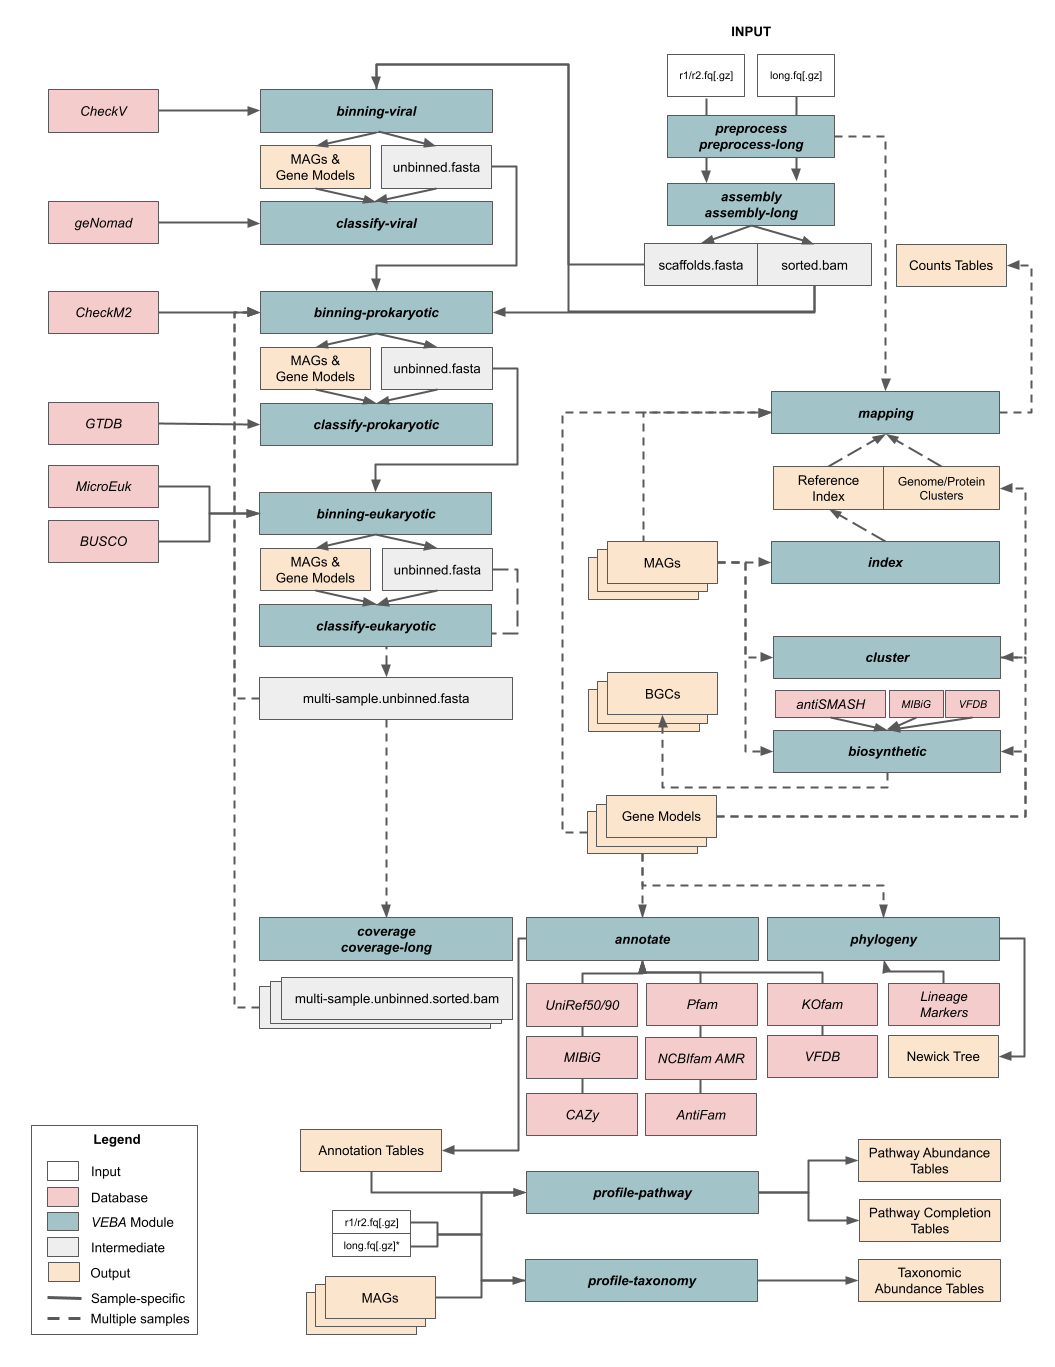 INPUT
r1/r2.fq[.gz]
long.fq[.gz]
preprocess
preprocess-long
assembly
assembly-long
scaffolds.fasta
sorted.bam
CheckV
binning-viral
MAGs &
Gene Models
unbinned.fasta
geNomad
classify-viral
CheckM2
binning-prokaryotic
MAGs &
Gene Models
unbinned.fasta
GTDB
classify-prokaryotic
MicroEuk
BUSCO
binning-eukaryotic
MAGs &
Gene Models
unbinned.fasta
classify-eukaryotic
multi-sample.unbinned.fasta
coverage
coverage-long
multi-sample.unbinned.sorted.bam
Counts Tables
mapping
Reference
Index
Genome/Protein
Clusters
MAGs
index
cluster
BGCs
antiSMASH
MIBiG
VFDB
biosynthetic
Gene Models
annotate
phylogeny
UniRef50/90
Pfam
KOfam
Lineage
Markers
MIBiG
NCBIfam AMR
VFDB
Newick Tree
CAZy
AntiFam
Annotation Tables
profile-pathway
Pathway Abundance
Tables
Pathway Completion
Tables
r1/r2.fq[.gz]
long.fq[.gz]*
MAGs
profile-taxonomy
Taxonomic
Abundance Tables
Legend
Input
Database
VEBA Module
Intermediate
Output
Sample-specific
Multiple samples